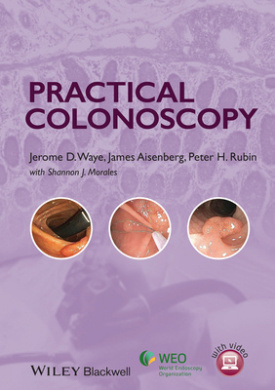 PRACTICAL
COLONOSCOPY
Jerome D. Waye, James Aisenberg, Peter H. Rubin
with Shannon J. Morales
WILEY Blackwell
WEO
World Endoscopy
Organization
with video